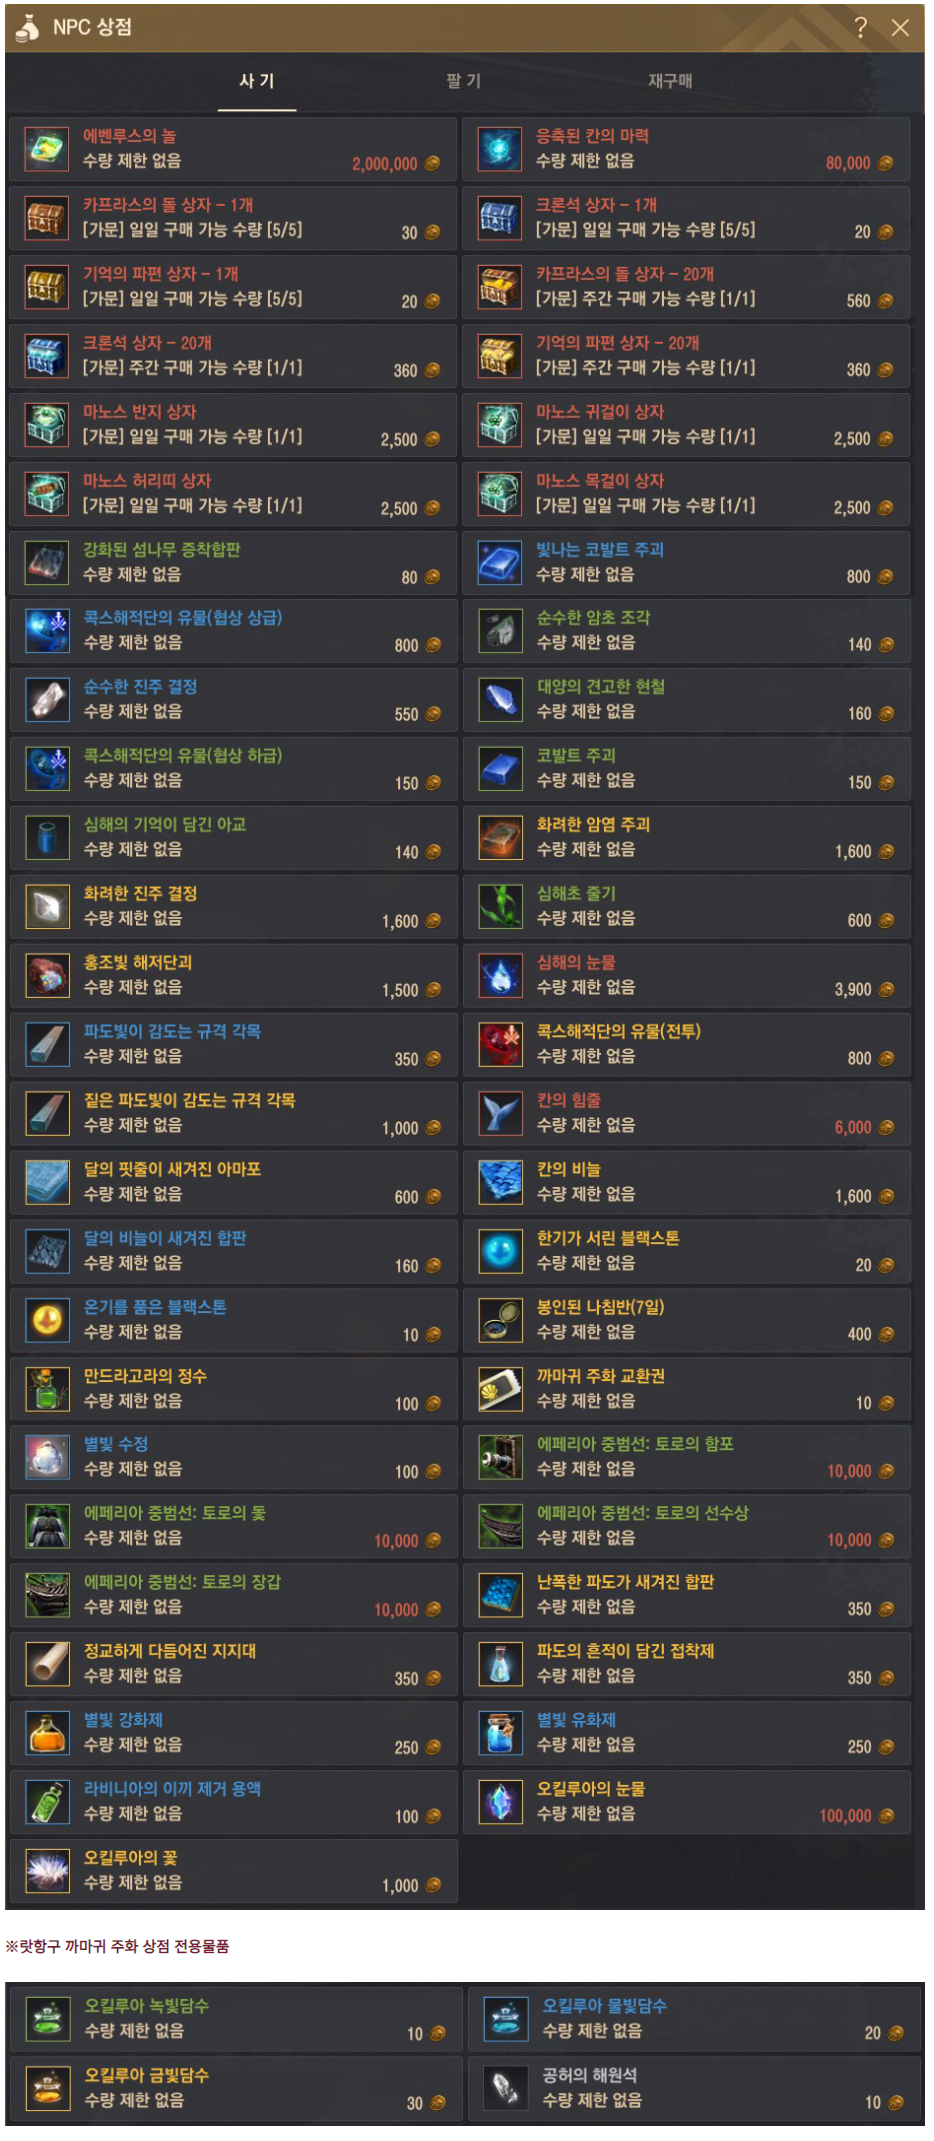 NPC 상점
?
사 기
팔 기
재구매
에벤루스의 놀
수량 제한 없음
2,000,000
응축된 칸의 마력
수량 제한 없음
80,000
카프라스의 돌 상자 – 1개
[가문] 일일 구매 가능 수량 [5/5]
30
크론석 상자 – 1개
[가문] 일일 구매 가능 수량 [5/5]
20
기억의 파편 상자 – 1개
[가문] 일일 구매 가능 수량 [5/5]
20
카프라스의 돌 상자 – 20개
[가문] 주간 구매 가능 수량 [1/1]
560
크론석 상자 – 20개
[가문] 주간 구매 가능 수량 [1/1]
360
기억의 파편 상자 – 20개
[가문] 주간 구매 가능 수량 [1/1]
360
마노스 반지 상자
[가문] 일일 구매 가능 수량 [1/1]
2,500
마노스 귀걸이 상자
[가문] 일일 구매 가능 수량 [1/1]
2,500
마노스 허리띠 상자
[가문] 일일 구매 가능 수량 [1/1]
2,500
마노스 목걸이 상자
[가문] 일일 구매 가능 수량 [1/1]
2,500
강화된 섬나무 증착합판
수량 제한 없음
80
빛나는 코발트 주괴
수량 제한 없음
800
콕스해적단의 유물(협상 상급)
수량 제한 없음
800
순수한 암초 조각
수량 제한 없음
140
순수한 진주 결정
수량 제한 없음
550
대양의 견고한 현철
수량 제한 없음
160
콕스해적단의 유물(협상 하급)
수량 제한 없음
150
코발트 주괴
수량 제한 없음
150
심해의 기억이 담긴 아교
수량 제한 없음
140
화려한 암염 주괴
수량 제한 없음
1,600
화려한 진주 결정
수량 제한 없음
1,600
심해초 줄기
수량 제한 없음
600
홍조빛 해저단괴
수량 제한 없음
1,500
심해의 눈물
수량 제한 없음
3,900
파도빛이 감도는 규격 각목
수량 제한 없음
350
콕스해적단의 유물(전투)
수량 제한 없음
800
짙은 파도빛이 감도는 규격 각목
수량 제한 없음
1,000
칸의 힘줄
수량 제한 없음
6,000
달의 핏줄이 새겨진 아마포
수량 제한 없음
600
칸의 비늘
수량 제한 없음
1,600
달의 비늘이 새겨진 합판
수량 제한 없음
160
한기가 서린 블랙스톤
수량 제한 없음
20
온기를 품은 블랙스톤
수량 제한 없음
10
봉인된 나침반(7일)
수량 제한 없음
400
만드라고라의 정수
수량 제한 없음
100
까마귀 주화 교환권
수량 제한 없음
10
별빛 수정
수량 제한 없음
100
에페리아 중범선: 토로의 함포
수량 제한 없음
10,000
에페리아 중범선: 토로의 돛
수량 제한 없음
10,000
에페리아 중범선: 토로의 선수상
수량 제한 없음
10,000
에페리아 중범선: 토로의 장갑
수량 제한 없음
10,000
난폭한 파도가 새겨진 합판
수량 제한 없음
350
정교하게 다듬어진 지지대
수량 제한 없음
350
파도의 흔적이 담긴 접착제
수량 제한 없음
350
별빛 강화제
수량 제한 없음
250
별빛 유화제
수량 제한 없음
250
라비니아의 이끼 제거 용액
수량 제한 없음
100
오킬루아의 눈물
수량 제한 없음
100,000
오킬루아의 꽃
수량 제한 없음
1,000
※랏항구 까마귀 주화 상점 전용물품
오킬루아 녹빛담수
수량 제한 없음
10
오킬루아 물빛담수
수량 제한 없음
20
오킬루아 금빛담수
수량 제한 없음
30
공허의 해원석
수량 제한 없음
10